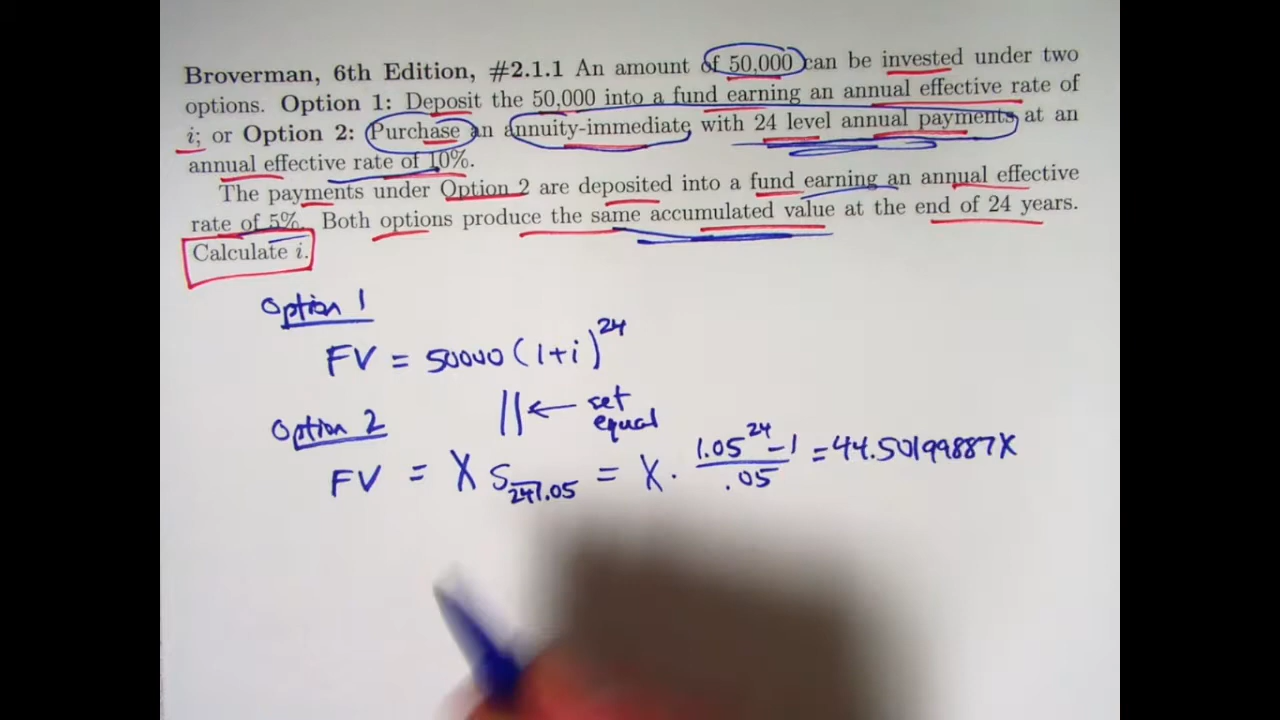 Broverman, 6th Edition, #2.1.1 An amount of 50,000 can be invested under two
options. Option 1: Deposit the 50,000 into a fund earning an annual effective rate of
i; or Option 2: Purchase an annuity-immediate with 24 level annual payments at an
annual effective rate of 10%.
The payments under Option 2 are deposited into a fund earning an annual effective
rate of 5%. Both options produce the same accumulated value at the end of 24 years.
Calculate i.
Option 1
FV = 50000 (1+i)^24
|| ← set
equal
Option 2
FV = X S_24|.05 = X · (1.05^24 - 1)/.05 = 44.50199887X